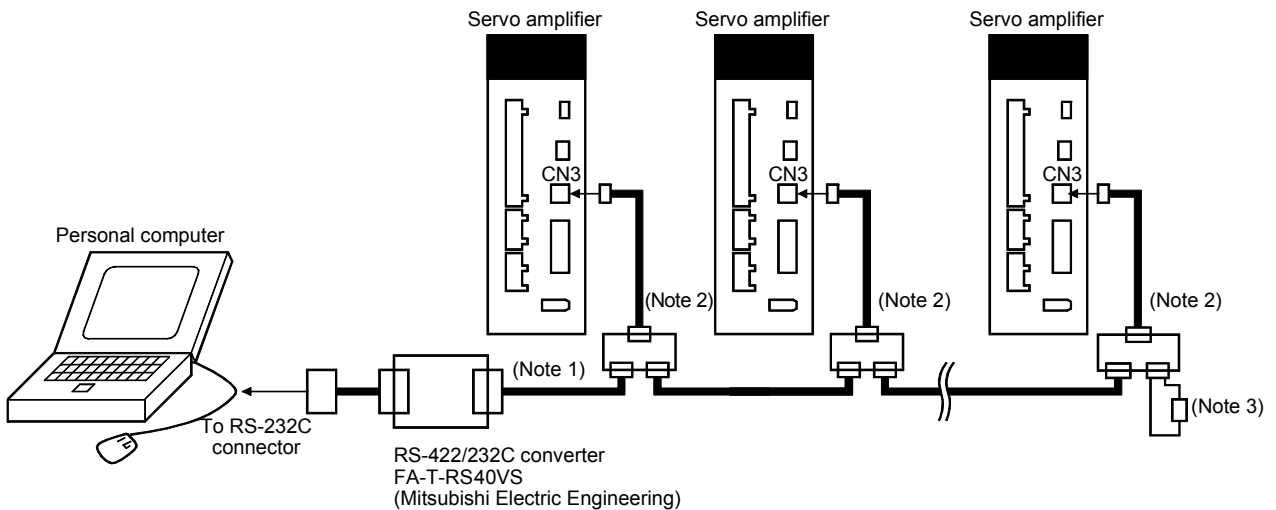 Servo amplifier
Servo amplifier
Servo amplifier
CN3
CN3
CN3
Personal computer
(Note 2)
(Note 2)
(Note 2)
(Note 1)
(Note 3)
To RS-232C
connector
RS-422/232C converter
FA-T-RS40VS
(Mitsubishi Electric Engineering)